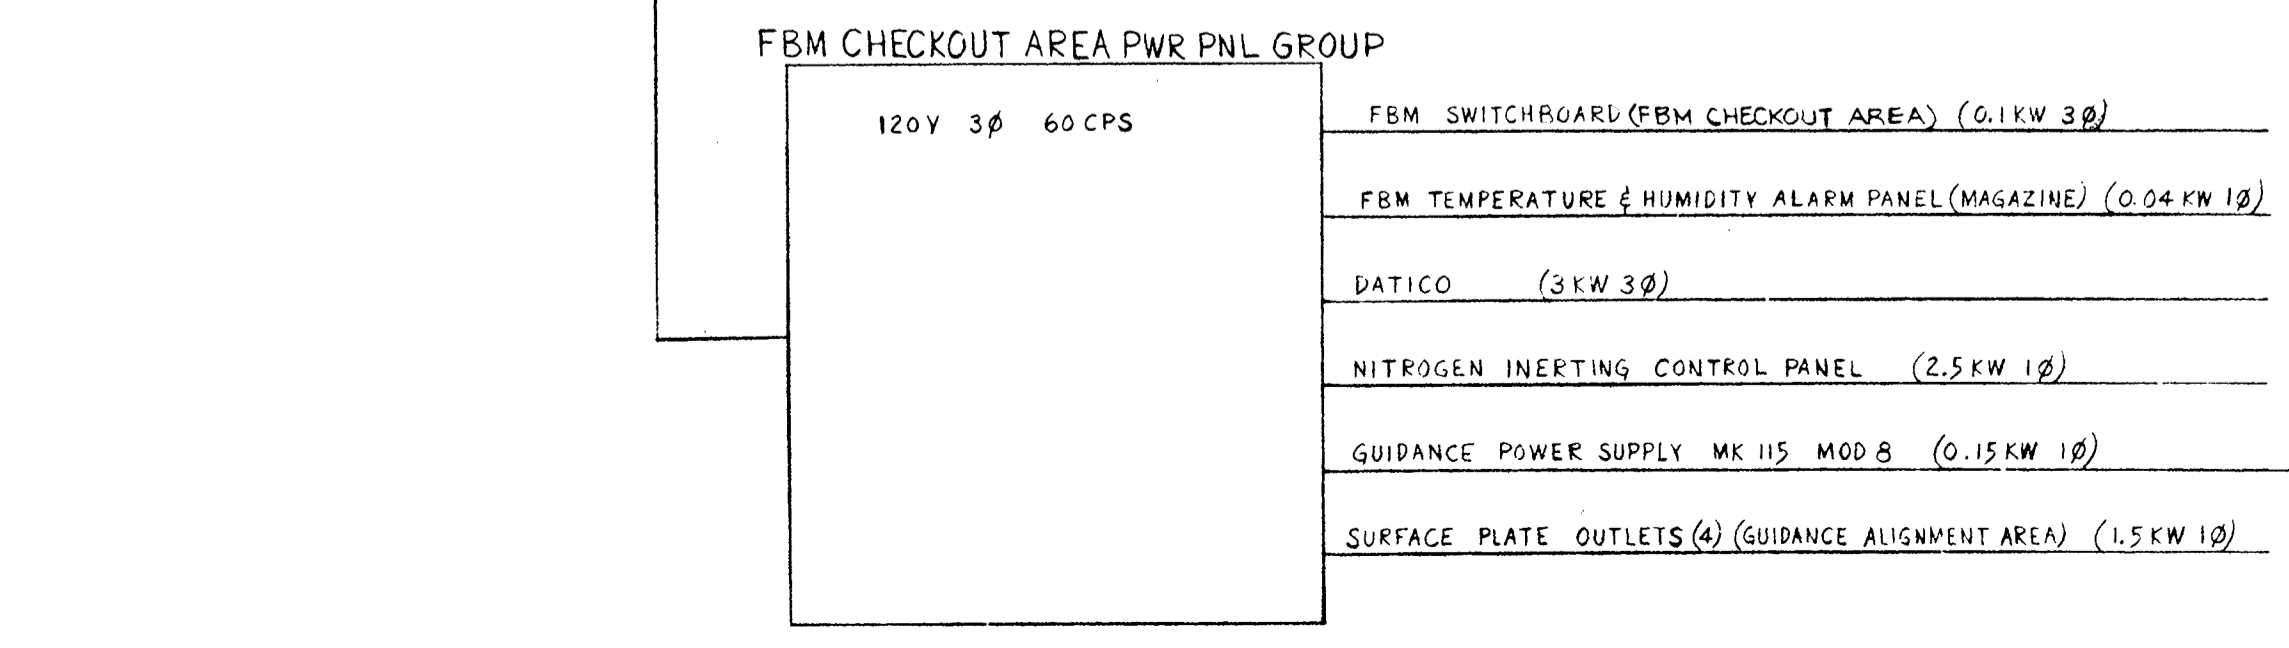 FBM CHECKOUT AREA PWR PNL GROUP
120V 3Ø 60 CPS
FBM SWITCHBOARD (FBM CHECKOUT AREA) (0.1 KW 3Ø)
FBM TEMPERATURE & HUMIDITY ALARM PANEL (MAGAZINE) (0.04 KW 1Ø)
DATICO (3 KW 3Ø)
NITROGEN INERTING CONTROL PANEL (2.5 KW 1Ø)
GUIDANCE POWER SUPPLY MK 115 MOD 8 (0.15 KW 1Ø)
SURFACE PLATE OUTLETS (4) (GUIDANCE ALIGNMENT AREA) (1.5 KW 1Ø)